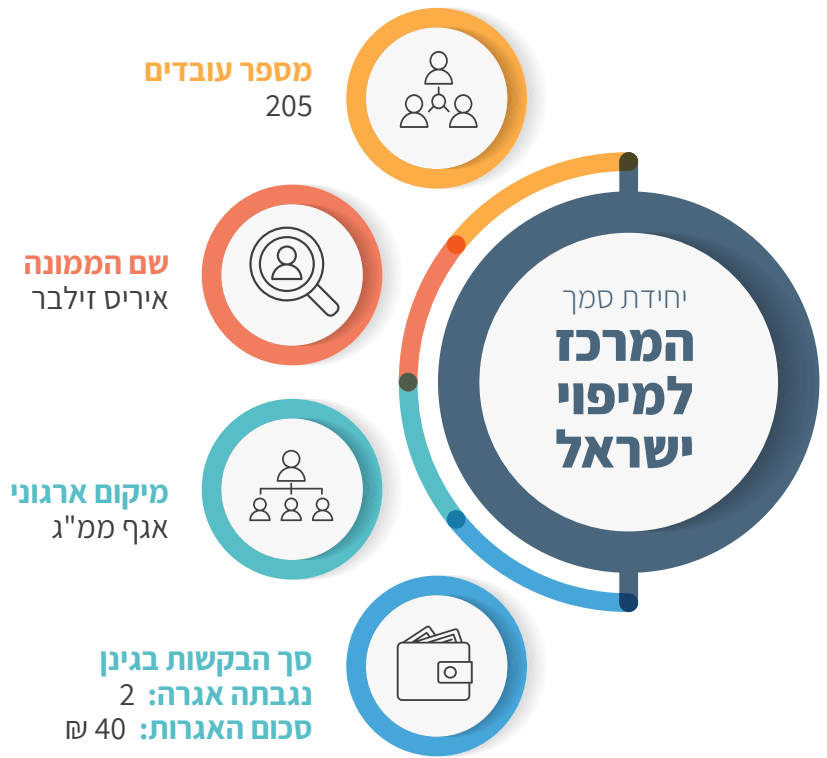 יחידת סמך
המרכז
למיפוי
ישראל
מספר עובדים
205
שם הממונה
איריס זילבר
מיקום ארגוני
אגף ממ"ג
סך הבקשות בגינן
נגבתה אגרה: 2
סכום האגרות: 40 ₪